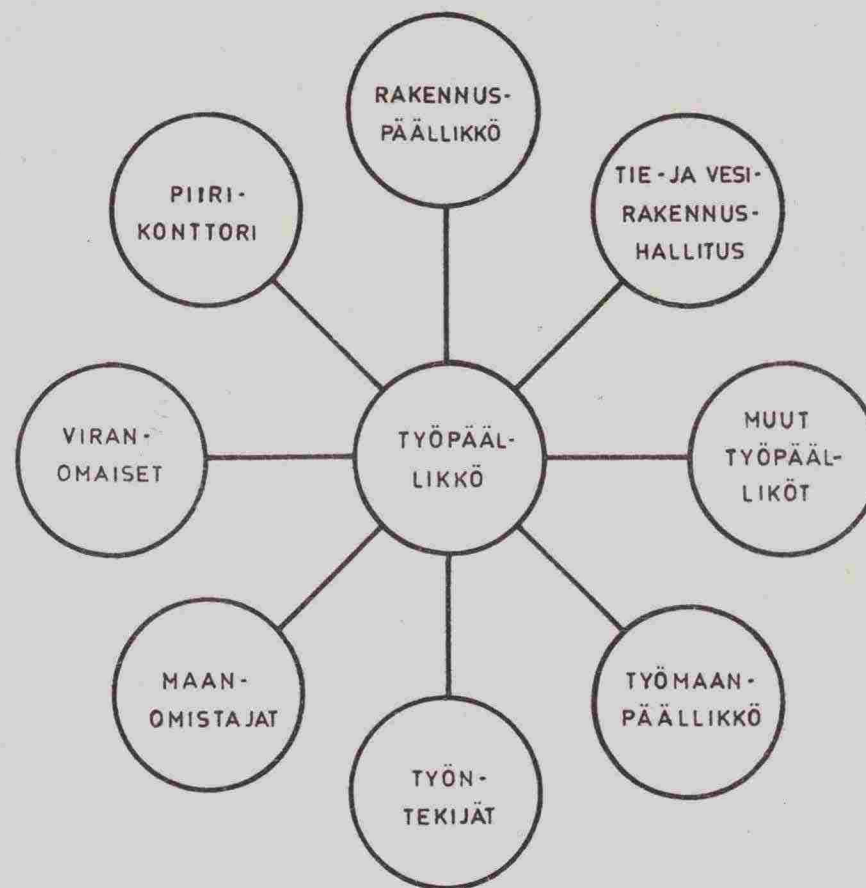 RAKENNUS-
PÄÄLLIKKÖ
TIE-JA VESI-
RAKENNUS-
HALLITUS
PIIRI-
KONTTORI
VIRAN-
OMAISET
TYÖPÄÄL-
LIKKÖ
MUUT
TYÖPÄÄL-
LIKÖT
MAAN-
OMISTAJAT
TYÖMAAN-
PÄÄLLIKKÖ
TYÖN-
TEKIJÄT